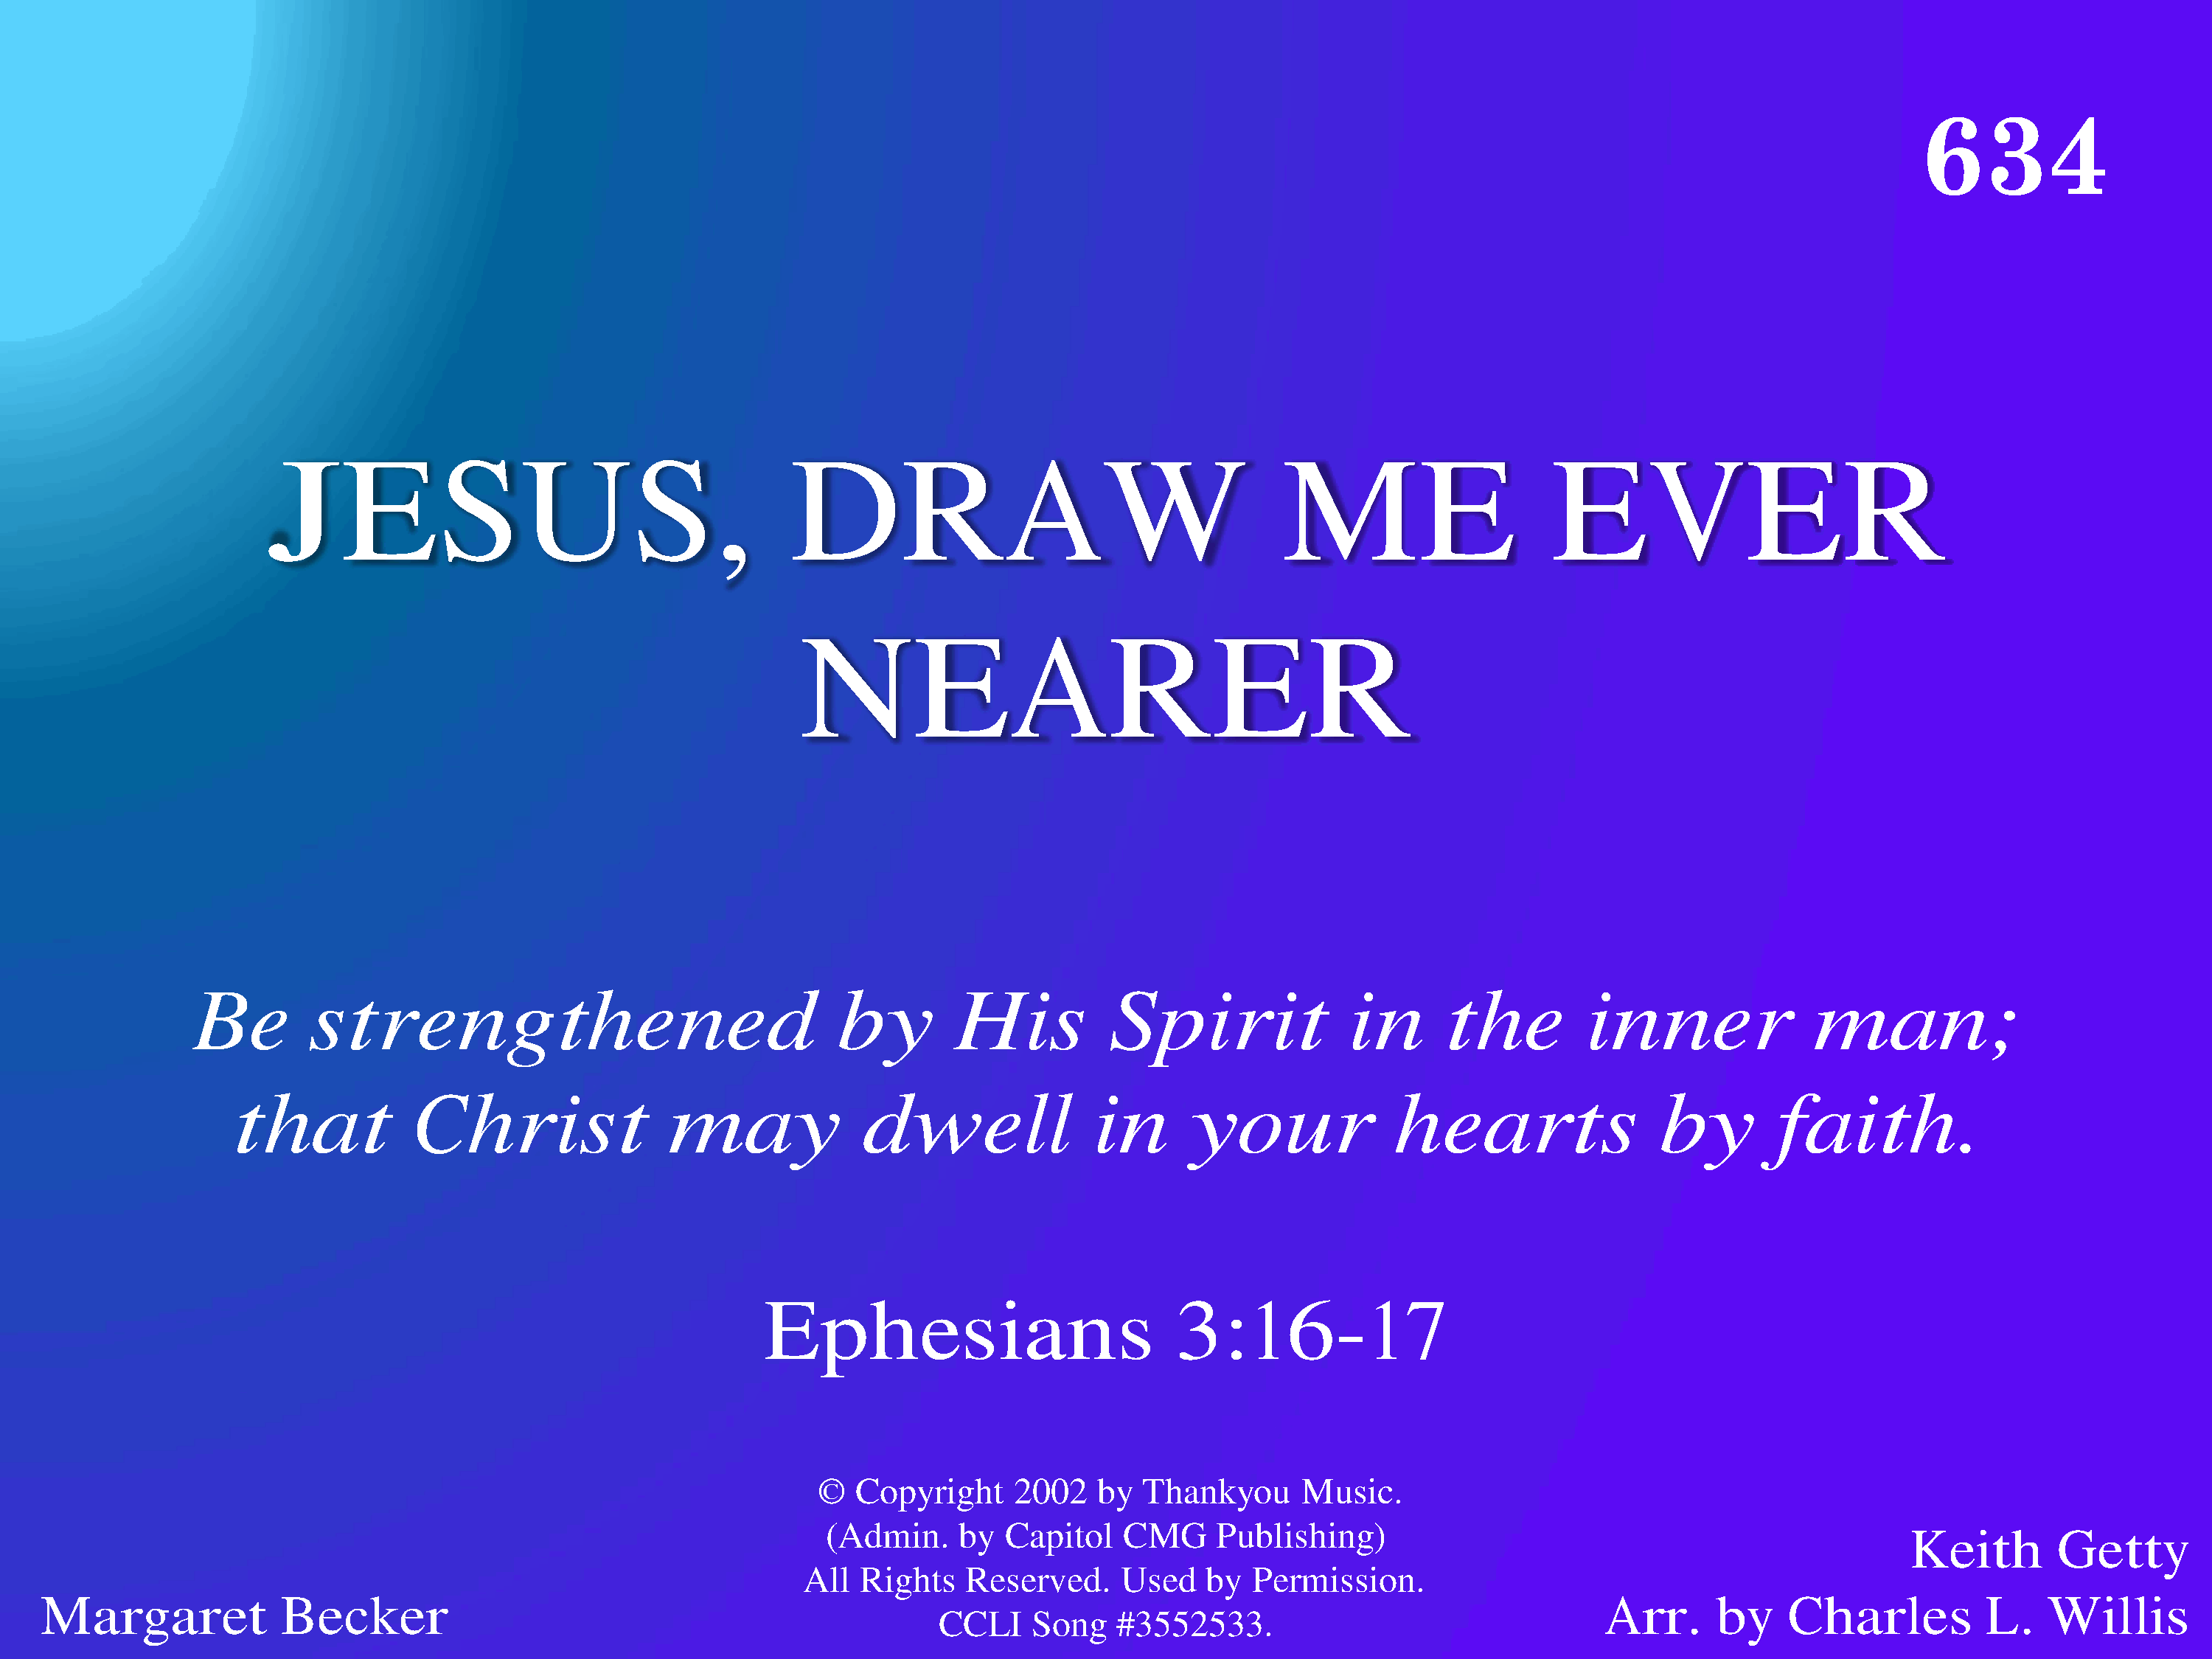 634
JESUS, DRAW ME EVER
NEARER
Be strengthened by His Spirit in the inner man;
that Christ may dwell in your hearts by faith.
Ephesians 3:16-17
© Copyright 2002 by Thankyou Music.
(Admin. by Capitol CMG Publishing)
All Rights Reserved. Used by Permission.
CCLI Song #3552533.
Margaret Becker
Keith Getty
Arr. by Charles L. Willis